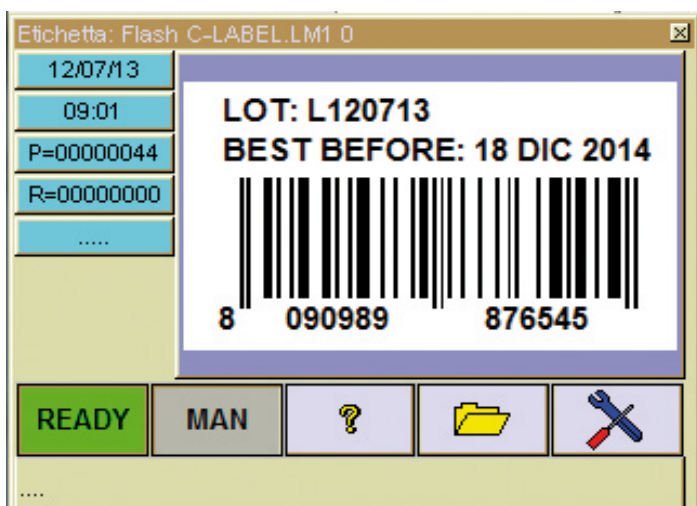 Etichetta: Flash C-LABEL.LM1 0
12/07/13
09:01
P=00000044
R=00000000
.....
LOT: L120713
BEST BEFORE: 18 DIC 2014
8 090989 876545
READY MAN ?
....